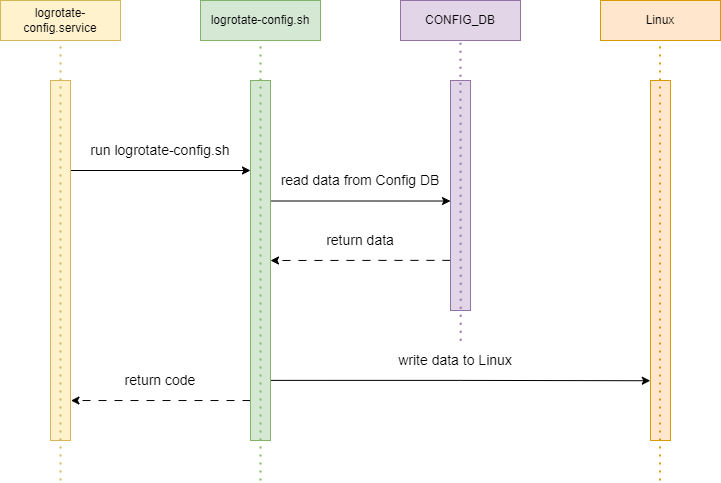 logrotate-
config.service
logrotate-config.sh
CONFIG_DB
Linux
run logrotate-config.sh
read data from Config DB
return data
write data to Linux
return code